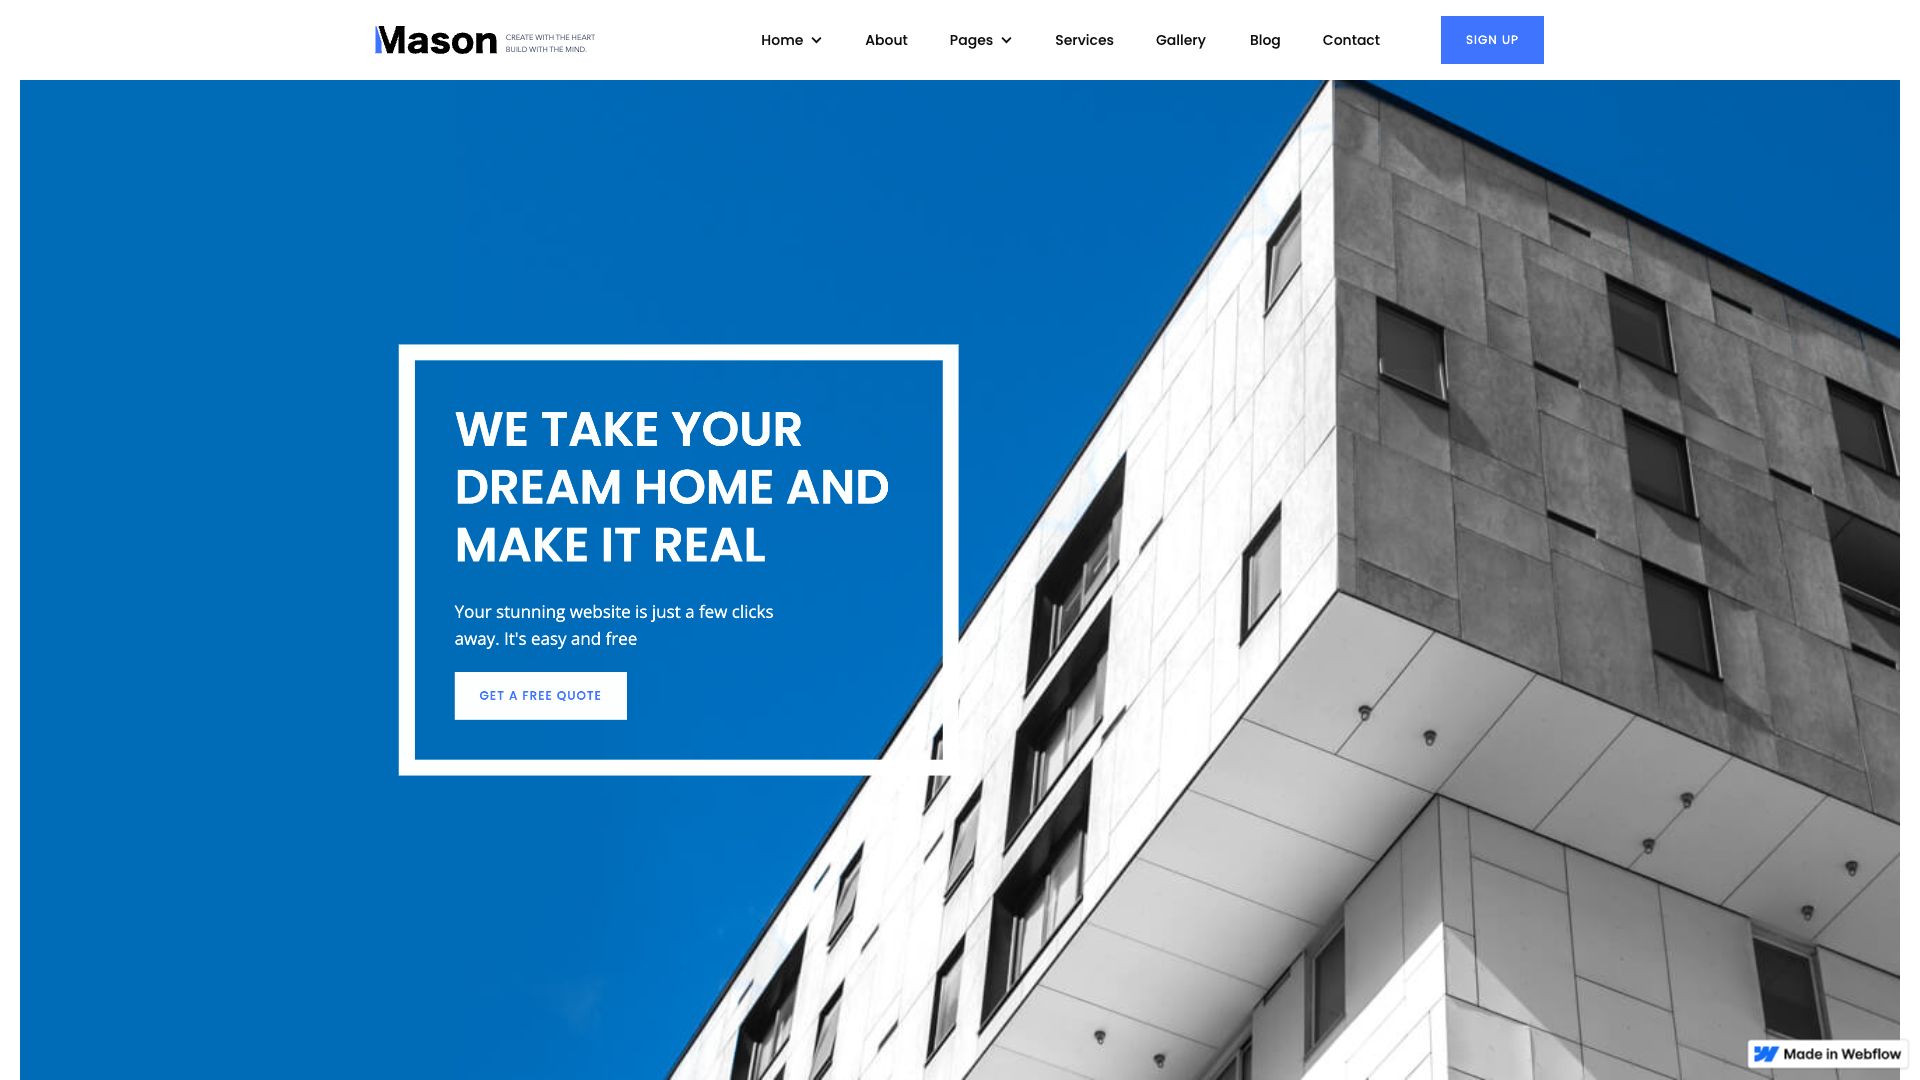 Mason
CREATE WITH THE HEART
BUILD WITH THE MIND.
Home
About
Pages
Services
Gallery
Blog
Contact
SIGN UP
WE TAKE YOUR
DREAM HOME AND
MAKE IT REAL
Your stunning website is just a few clicks
away. It's easy and free
GET A FREE QUOTE
Made in Webflow